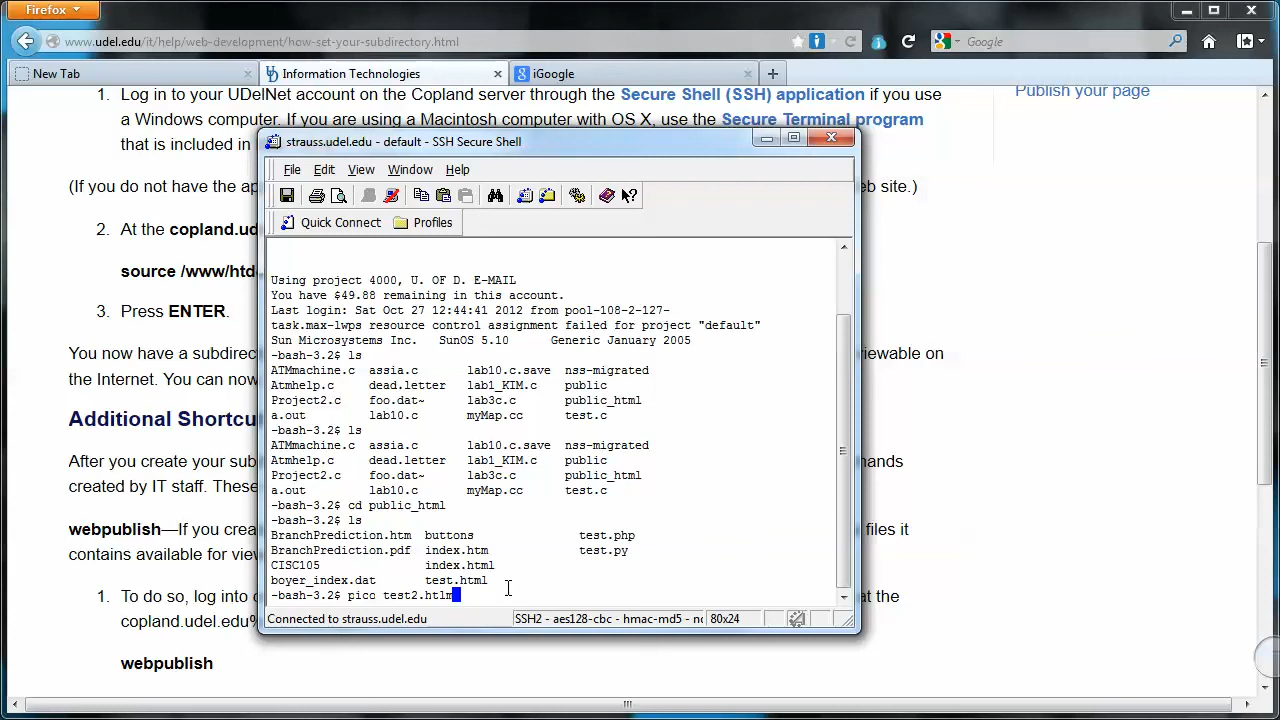 Firefox
www.udel.edu/it/help/web-development/how-set-your-subdirectory.html
Google
New Tab
Information Technologies
iGoogle
1. Log in to your UDelNet account on the Copland server through the Secure Shell (SSH) application if you use
a Windows computer. If you are using a Macintosh computer with OS X, use the Secure Terminal program
that is included in
Publish your page
(If you do not have the ap
eb site.)
2. At the copland.ud
source /www/htd
3. Press ENTER.
You now have a subdirec
viewable on
the Internet. You can now
Additional Shortcu
After you create your sub
mands
created by IT staff. These
webpublish—If you crea
files it
contains available for view
1. To do so, log into c
at the
copland.udel.edu%
webpublish
strauss.udel.edu - default - SSH Secure Shell
File Edit View Window Help
Quick Connect Profiles
Using project 4000, U. OF D. E-MAIL
You have $49.88 remaining in this account.
Last login: Sat Oct 27 12:44:41 2012 from pool-108-2-127-
task.max-lwps resource control assignment failed for project "default"
Sun Microsystems Inc. SunOS 5.10 Generic January 2005
-bash-3.2$ ls
ATMmachine.c assia.c lab10.c.save nss-migrated
Atmhelp.c dead.letter lab1_KIM.c public
Project2.c foo.dat~ lab3c.c public_html
a.out lab10.c myMap.cc test.c
-bash-3.2$ ls
ATMmachine.c assia.c lab10.c.save nss-migrated
Atmhelp.c dead.letter lab1_KIM.c public
Project2.c foo.dat~ lab3c.c public_html
a.out lab10.c myMap.cc test.c
-bash-3.2$ cd public_html
-bash-3.2$ ls
BranchPrediction.htm buttons test.php
BranchPrediction.pdf index.htm test.py
CISC105 index.html
boyer_index.dat test.html
-bash-3.2$ pico test2.htlm
Connected to strauss.udel.edu
SSH2 - aes128-cbc - hmac-md5 - nc
80x24